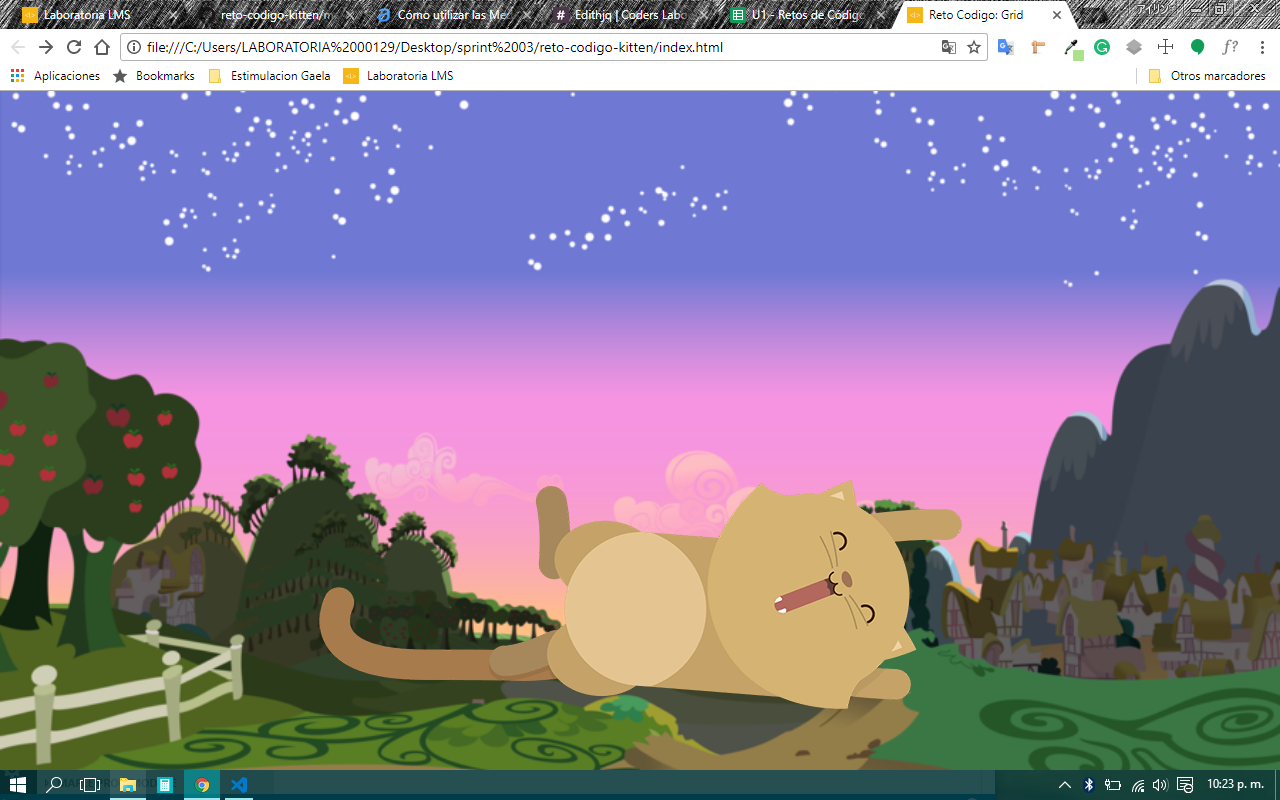 Laboratoria LMS
reto-codigo-kitten/m
Cómo utilizar las Me
Edithjq | Coders Labo
U1 - Retos de Código
Reto Codigo: Grid
file:///C:/Users/LABORATORIA%2000129/Desktop/sprint%2003/reto-codigo-kitten/index.html
f?
Aplicaciones
Bookmarks
Estimulacion Gaela
Laboratoria LMS
Otros marcadores
10:23 p. m.